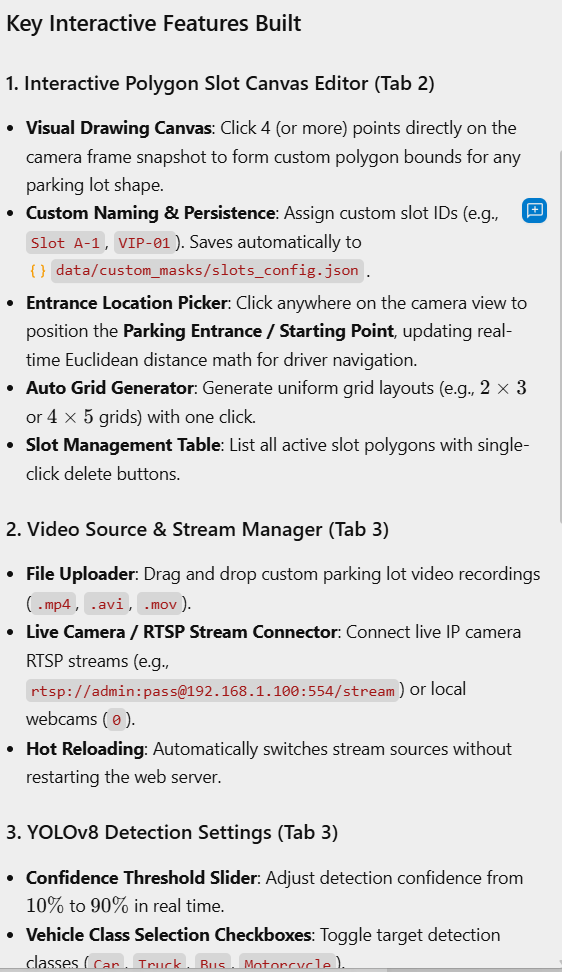 Key Interactive Features Built
1. Interactive Polygon Slot Canvas Editor (Tab 2)
• Visual Drawing Canvas: Click 4 (or more) points directly on the
camera frame snapshot to form custom polygon bounds for any
parking lot shape.
• Custom Naming & Persistence: Assign custom slot IDs (e.g.,
Slot A-1, VIP-01). Saves automatically to
{} data/custom_masks/slots_config.json.
• Entrance Location Picker: Click anywhere on the camera view to
position the Parking Entrance / Starting Point, updating real-
time Euclidean distance math for driver navigation.
• Auto Grid Generator: Generate uniform grid layouts (e.g., 2 × 3
or 4 × 5 grids) with one click.
• Slot Management Table: List all active slot polygons with single-
click delete buttons.
2. Video Source & Stream Manager (Tab 3)
• File Uploader: Drag and drop custom parking lot video recordings
(.mp4, .avi, .mov).
• Live Camera / RTSP Stream Connector: Connect live IP camera
RTSP streams (e.g.,
rtsp://admin:pass@192.168.1.100:554/stream) or local
webcams (0).
• Hot Reloading: Automatically switches stream sources without
restarting the web server.
3. YOLOv8 Detection Settings (Tab 3)
• Confidence Threshold Slider: Adjust detection confidence from
10% to 90% in real time.
• Vehicle Class Selection Checkboxes: Toggle target detection
classes (Car, Truck, Bus, Motorcycle).